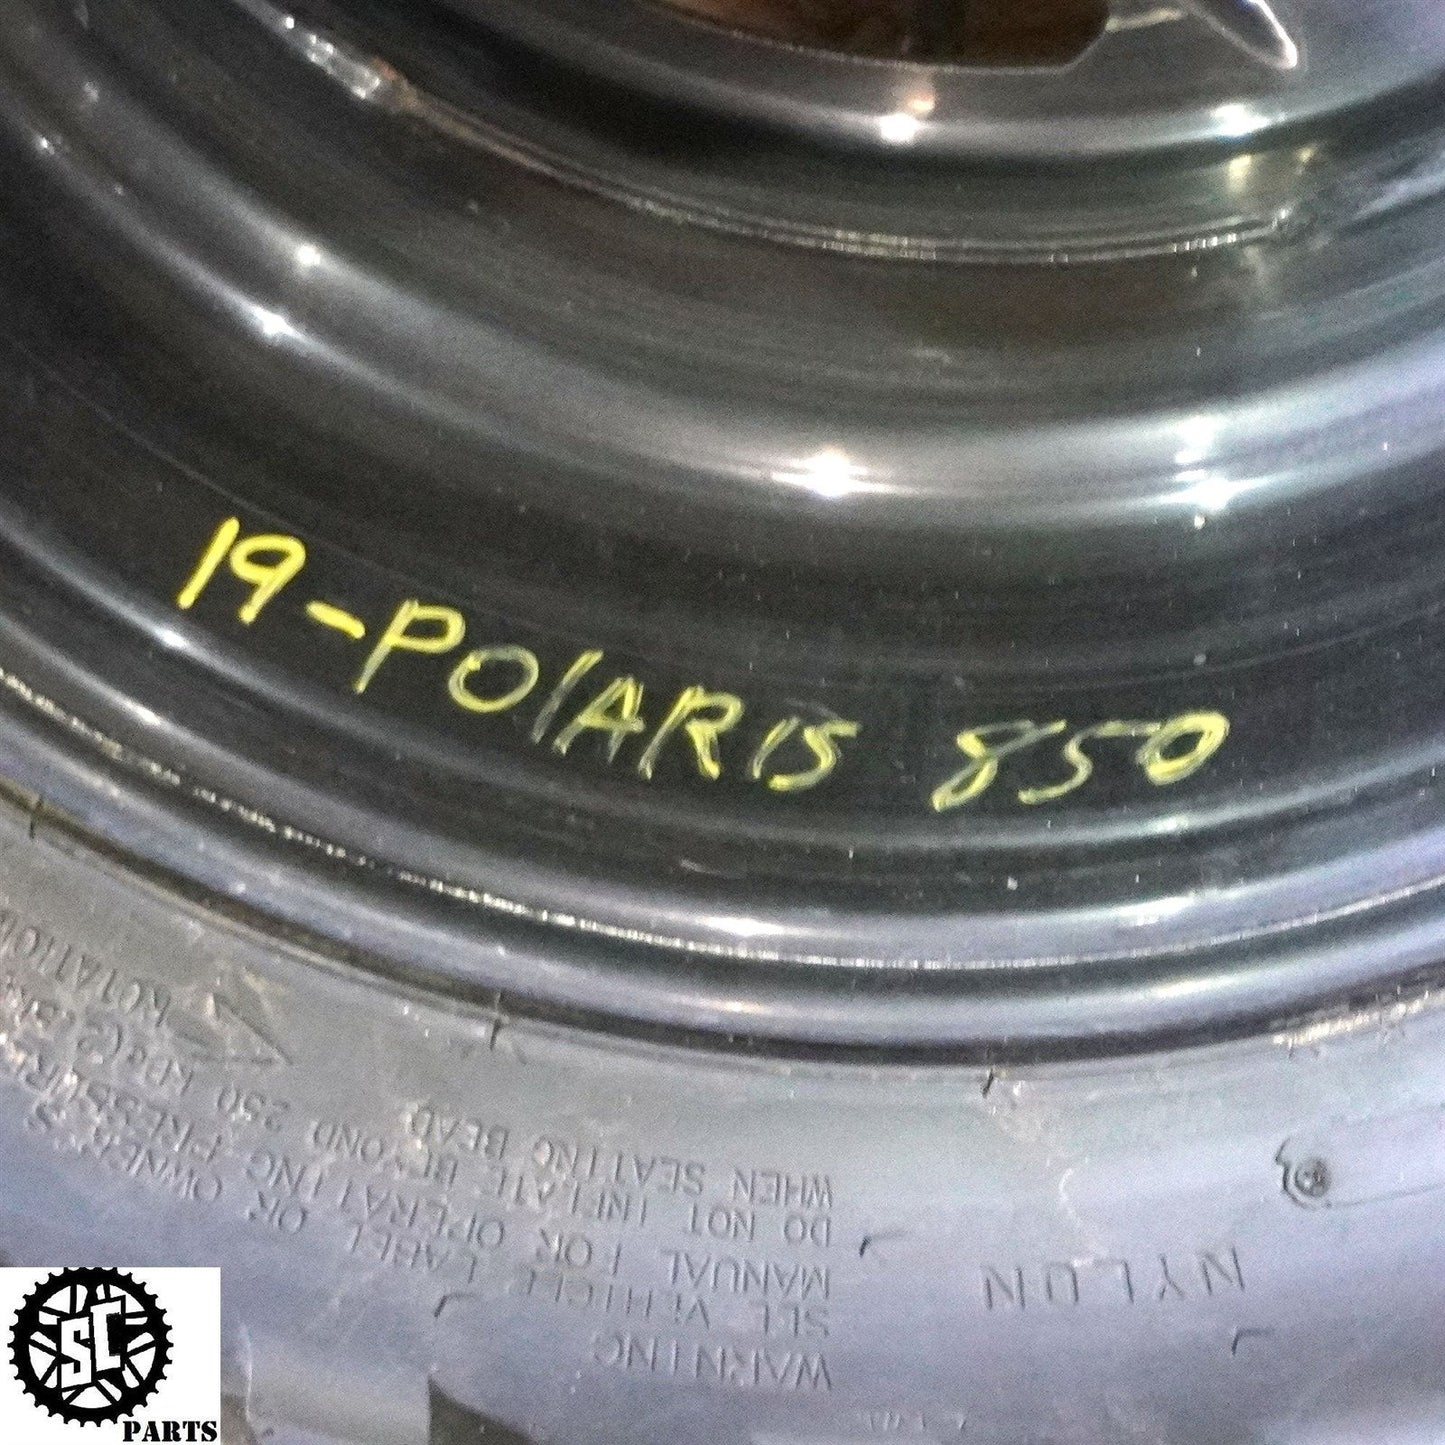 19-POLARIS 850
ROTATION
WARNING
SEE VEHICLE LABEL OR OWNER'S
MANUAL FOR OPERATING PRESSURE
DO NOT INFLATE BEYOND 250 KPa(
WHEN SEATING BEAD
NYLON
SC
PARTS